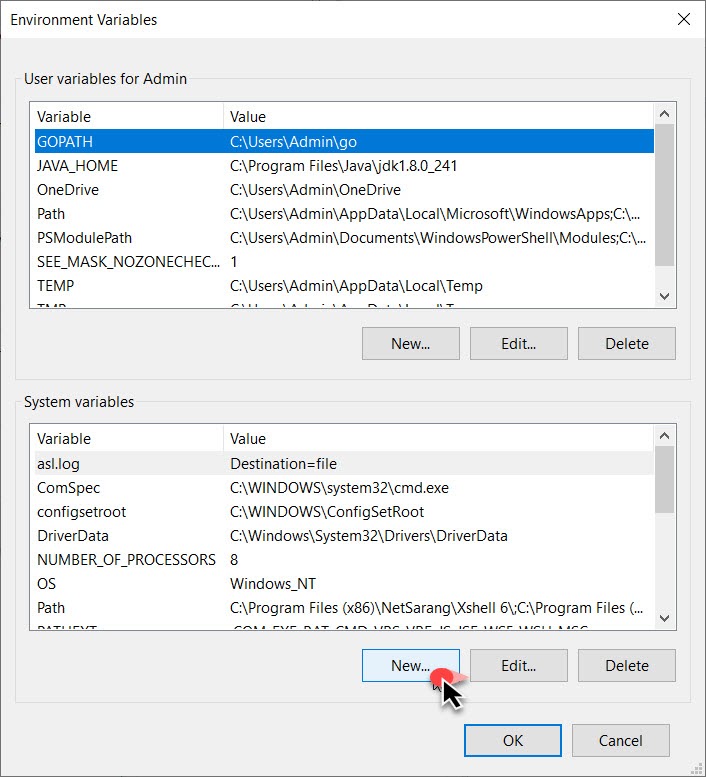 Environment Variables
User variables for Admin
Variable Value
GOPATH C:\Users\Admin\go
JAVA_HOME C:\Program Files\Java\jdk1.8.0_241
OneDrive C:\Users\Admin\OneDrive
Path C:\Users\Admin\AppData\Local\Microsoft\WindowsApps;C:\...
PSModulePath C:\Users\Admin\Documents\WindowsPowerShell\Modules;C:\...
SEE_MASK_NOZONECHEC... 1
TEMP C:\Users\Admin\AppData\Local\Temp
New... Edit... Delete
System variables
Variable Value
asl.log Destination=file
ComSpec C:\WINDOWS\system32\cmd.exe
configsetroot C:\WINDOWS\ConfigSetRoot
DriverData C:\Windows\System32\Drivers\DriverData
NUMBER_OF_PROCESSORS 8
OS Windows_NT
Path C:\Program Files (x86)\NetSarang\Xshell 6\;C:\Program Files (...
New... Edit... Delete
OK Cancel